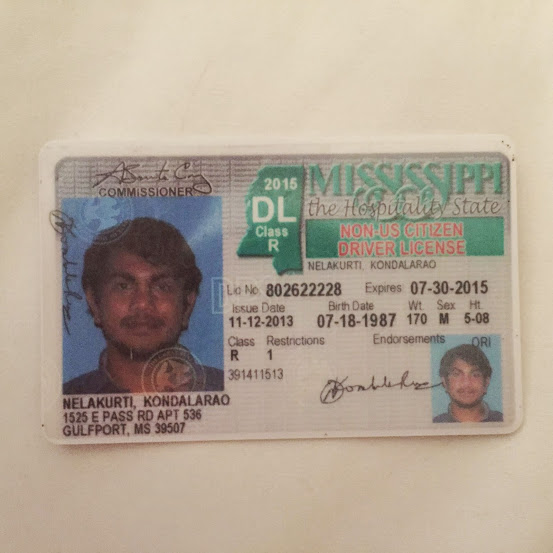 COMMISSIONER
2015
DL
Class
R
MISSISSIPPI
the Hospitality State
NON-US CITIZEN
DRIVER LICENSE
NELAKURTI, KONDALARAO
Lic No. 802622228 Expires 07-30-2015
Issue Date Birth Date Wt. Sex Ht.
11-12-2013 07-18-1987 170 M 5-08
Class Restrictions Endorsements ORI
R 1
391411513
NELAKURTI, KONDALARAO
1525 E PASS RD APT 536
GULFPORT, MS 39507